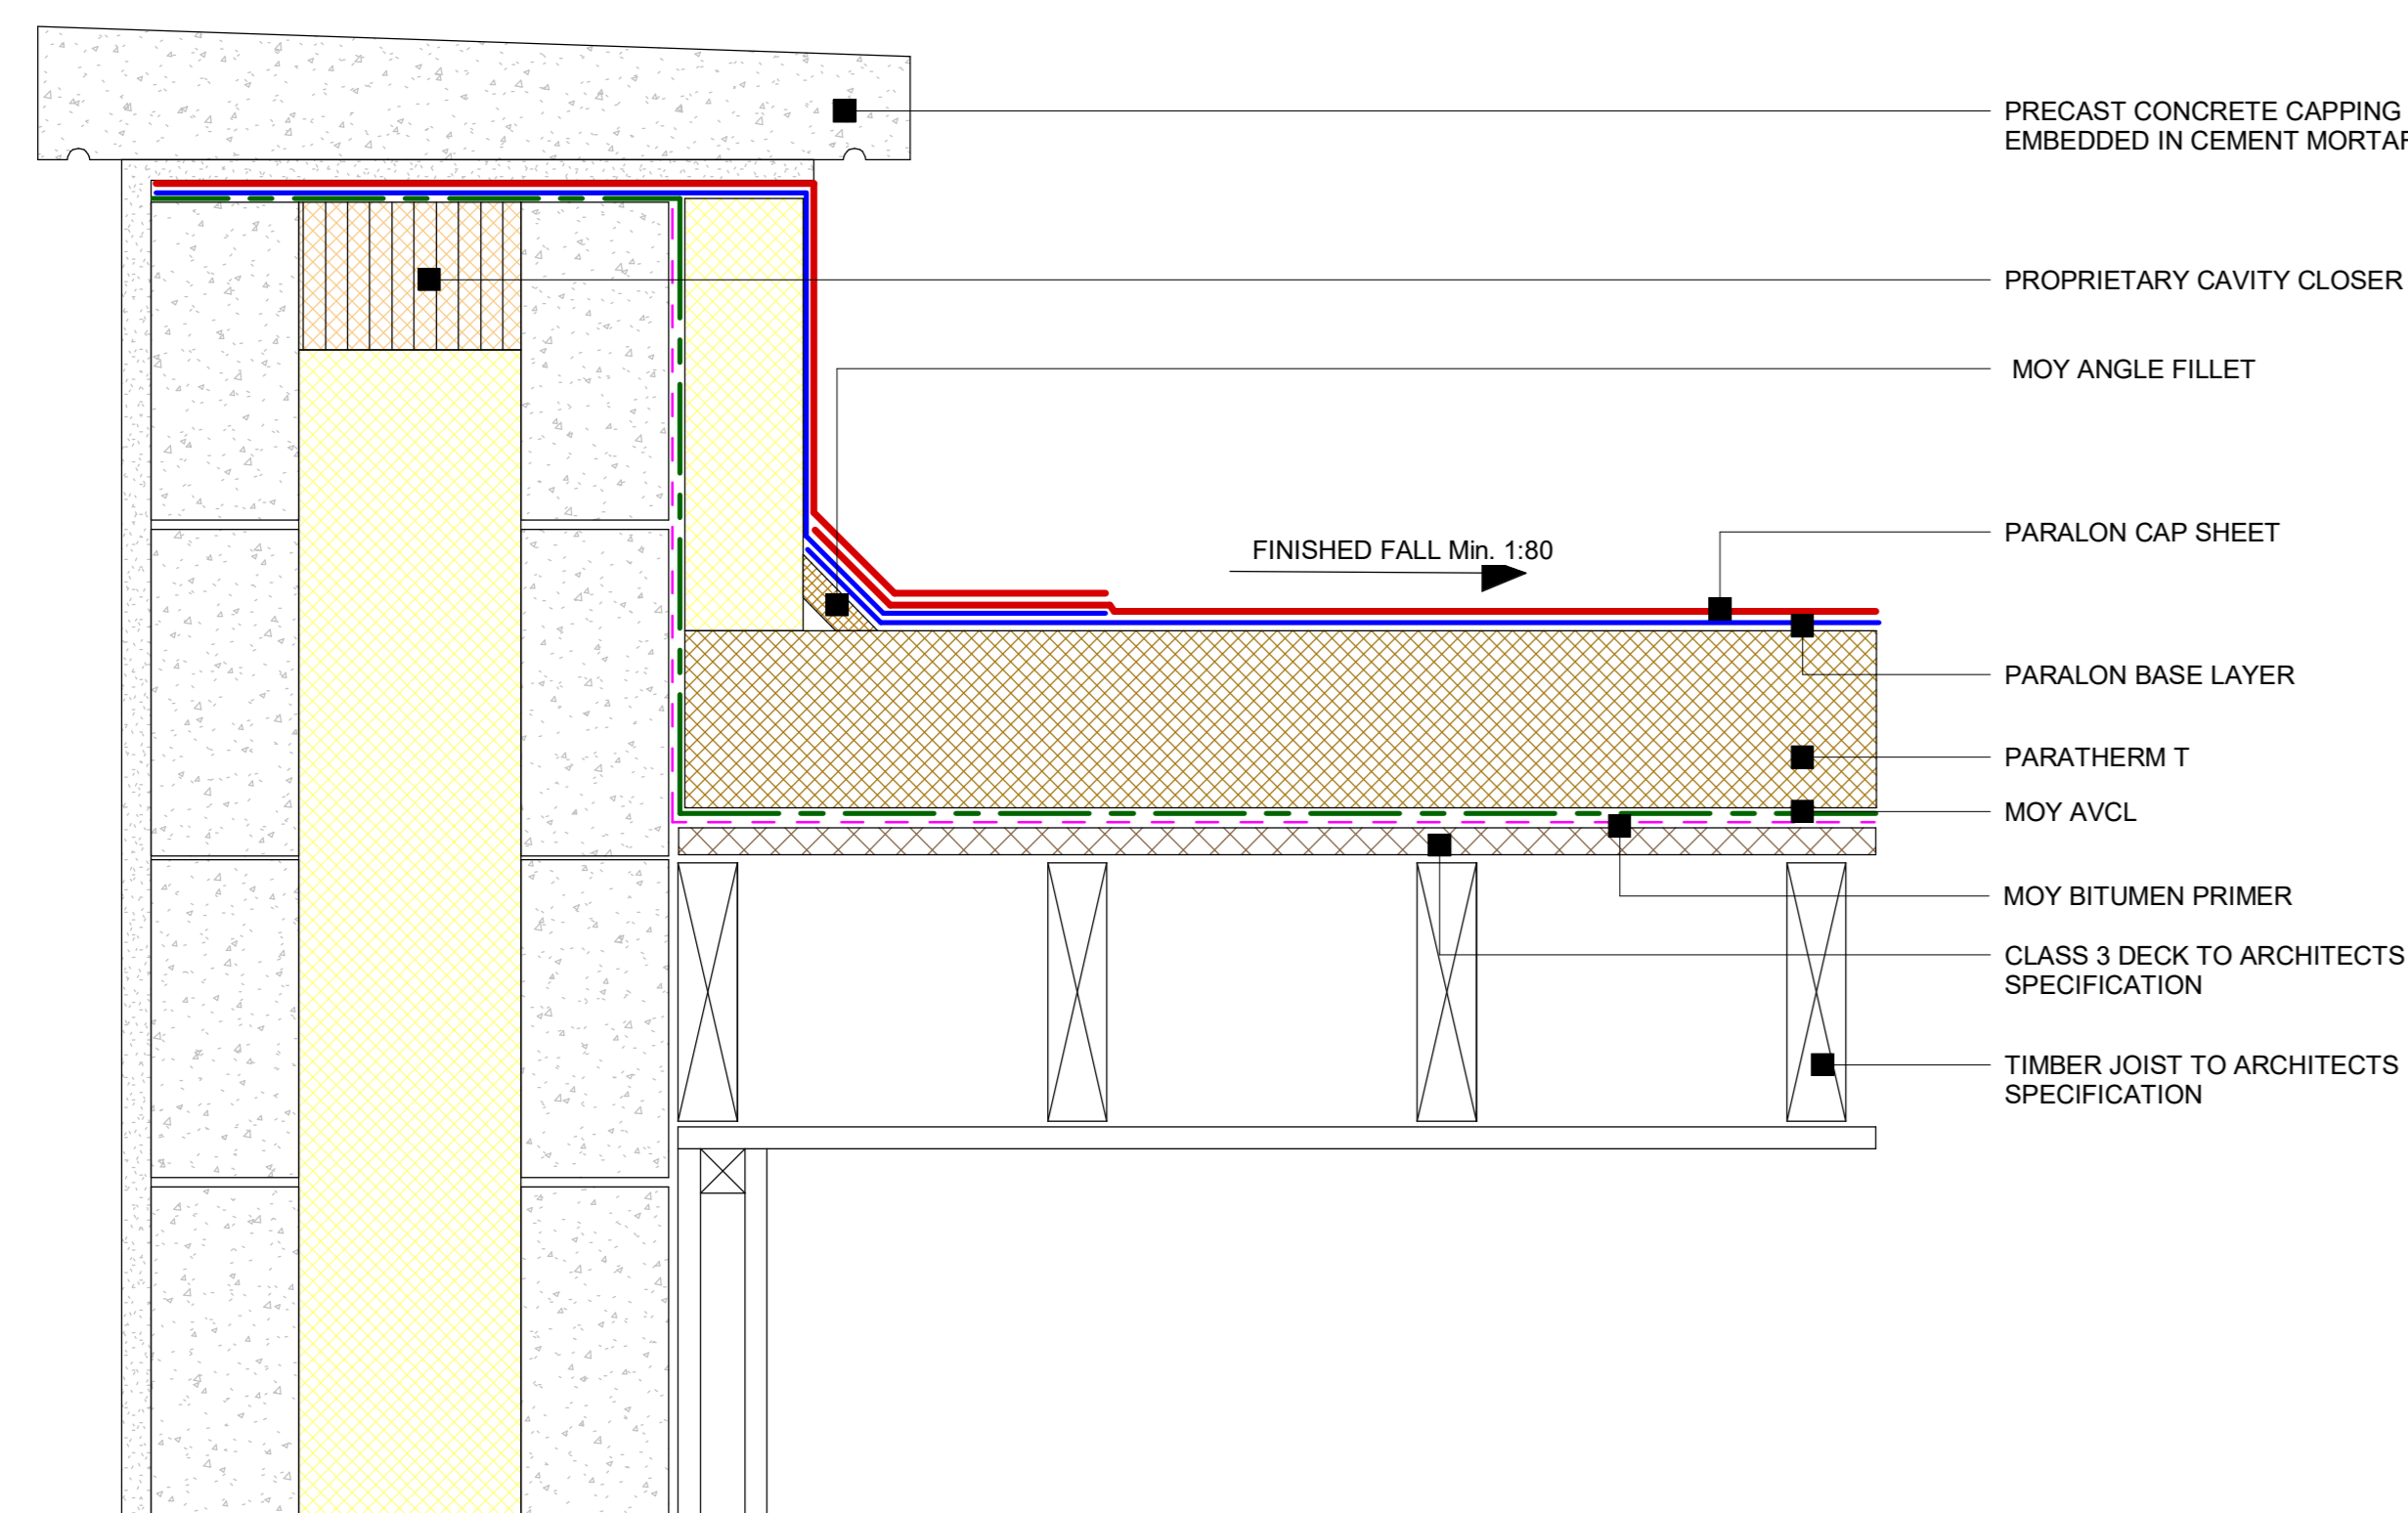 PRECAST CONCRETE CAPPING
EMBEDDED IN CEMENT
PROPRIETARY CAVITY CLOSER
MOY ANGLE FILLET
PARALON CAP SHEET
FINISHED FALL Min. 1:80
PARALON BASE LAYER
PARATHERM T
MOY AVCL
MOY BITUMEN PRIMER
CLASS 3 DECK TO ARCHITECTS
SPECIFICATION
TIMBER JOIST TO ARCHITECTS
SPECIFICATION